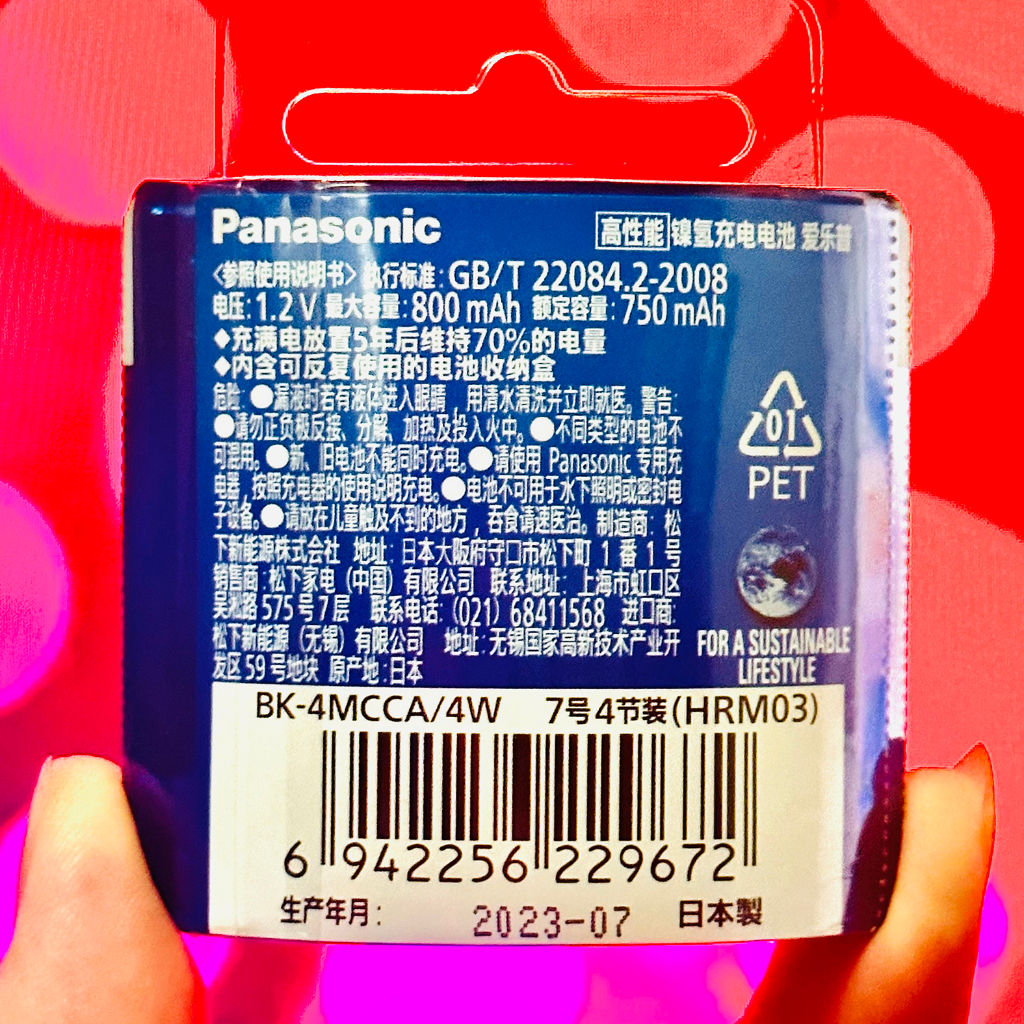 Panasonic
高性能 镍氢充电电池 爱乐普
〈参照使用说明书〉执行标准:GB/T 22084.2-2008
电压:1.2 V 最大容量:800 mAh 额定容量:750 mAh
◆充满电放置5年后维持70%的电量
◆内含可反复使用的电池收纳盒
危险: ●漏液时若有液体进入眼睛,用清水清洗并立即就医。警告:
●请勿正负极反接、分解、加热及投入火中。●不同类型的电池不
可混用。●新、旧电池不能同时充电。●请使用 Panasonic 专用充
电器,按照充电器的使用说明充电。●电池不可用于水下照明或密封电
子设备。●请放在儿童触及不到的地方,吞食请速医治。制造商: 松
下新能源株式会社 地址: 日本大阪府守口市松下町 1 番 1 号
销售商:松下家电(中国)有限公司 联系地址: 上海市虹口区
吴淞路 575 号 7 层 联系电话:(021) 68411568 进口商:
松下新能源(无锡)有限公司 地址:无锡国家高新技术产业开
发区 59 号地块 原产地:日本
01
PET
FOR A SUSTAINABLE
LIFESTYLE
BK-4MCCA/4W 7号4节装(HRM03)
6 942256 229672
生产年月: 2023-07 日本製